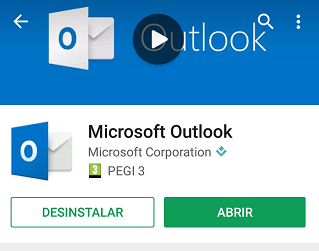 O Outlook
O
Microsoft Outlook
Microsoft Corporation
3 PEGI 3
DESINSTALAR ABRIR